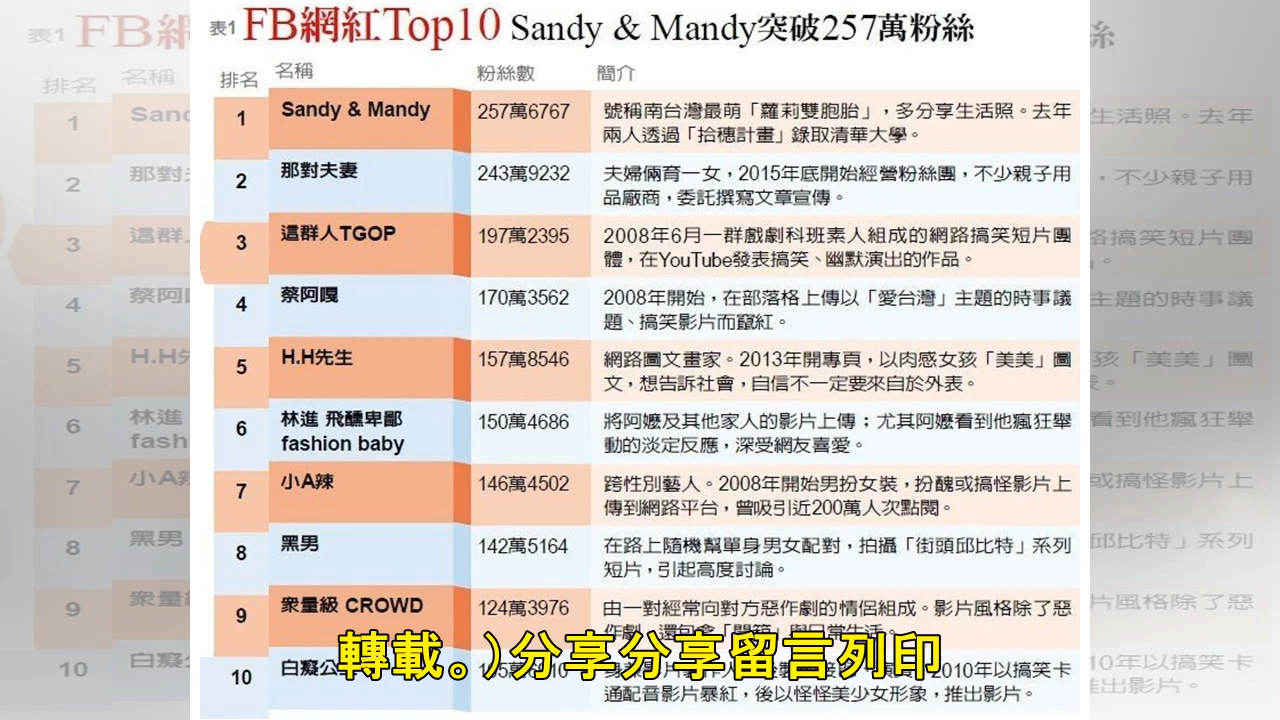 表1 FB網紅Top10 Sandy & Mandy突破257萬粉絲
排名 名稱 粉絲數 簡介
1 Sandy & Mandy 257萬6767 號稱南台灣最萌「蘿莉雙胞胎」，多分享生活照。去年
兩人透過「拾穗計畫」錄取清華大學。
2 那對夫妻 243萬9232 夫婦倆育一女，2015年底開始經營粉絲團，不少親子用
品廠商，委託撰寫文章宣傳。
3 這群人TGOP 197萬2395 2008年6月一群戲劇科班素人組成的網路搞笑短片團
體，在YouTube發表搞笑、幽默演出的作品。
4 蔡阿嘎 170萬3562 2008年開始，在部落格上傳以「愛台灣」主題的時事議
題、搞笑影片而竄紅。
5 H.H先生 157萬8546 網路圖文畫家。2013年開專頁，以肉感女孩「美美」圖
文，想告訴社會，自信不一定要來自於外表。
6 林進 飛醺卑鄙 150萬4686 將阿嬤及其他家人的影片上傳；尤其阿嬤看到他瘋狂舉
fashion baby 動的淡定反應，深受網友喜愛。
7 小A辣 146萬4502 跨性別藝人。2008年開始男扮女裝，扮醜或搞怪影片上
傳到網路平台，曾吸引近200萬人次點閱。
8 黑男 142萬5164 在路上隨機幫單身男女配對，拍攝「街頭邱比特」系列
短片，引起高度討論。
9 眾量級 CROWD 124萬3976 由一對經常向對方惡作劇的情侶組成。影片風格除了惡
作劇，還包含「開箱」與日常生活。
10 白癡公 2010年以搞笑卡
通配音影片暴紅，後以怪怪美少女形象，推出影片。
轉載。)分享分享留言列印